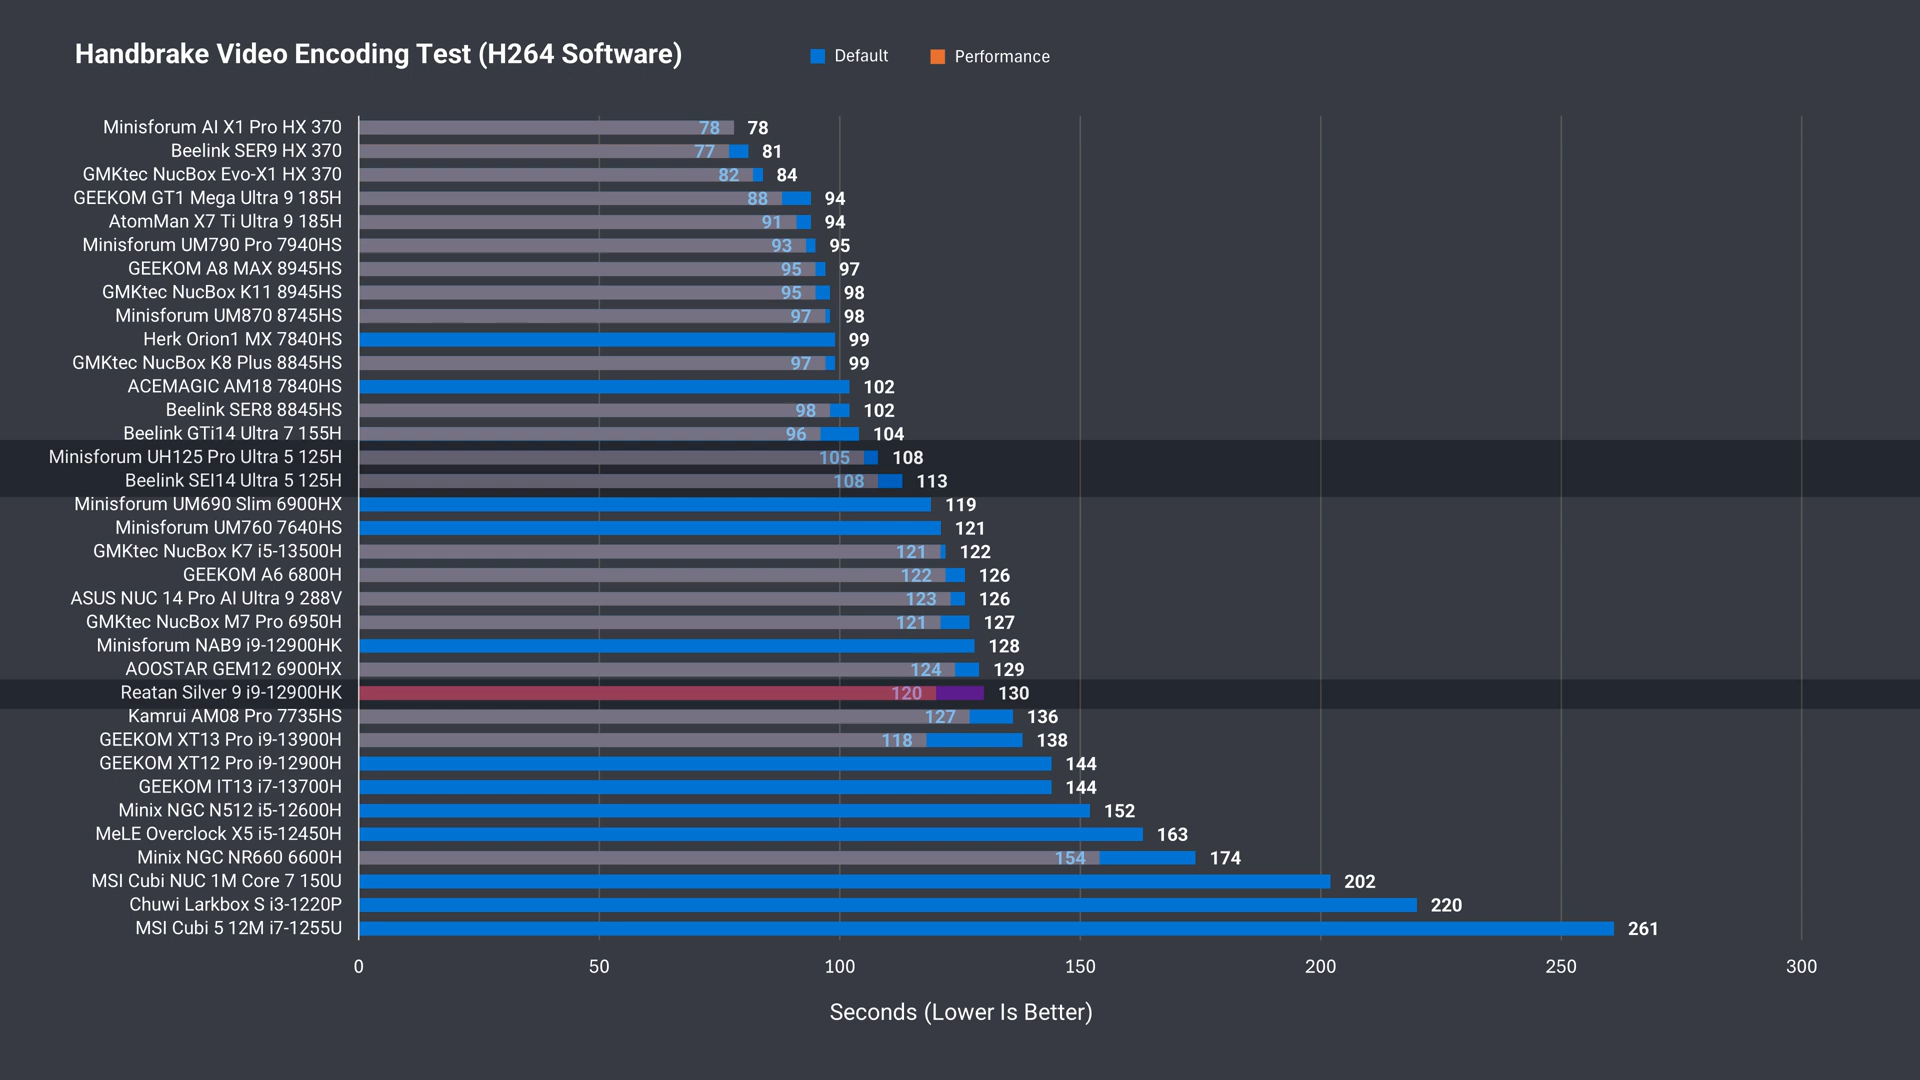 Handbrake Video Encoding Test (H264 Software)
Default
Performance
Minisforum AI X1 Pro HX 370 78 78
Beelink SER9 HX 370 77 81
GMKtec NucBox Evo-X1 HX 370 82 84
GEEKOM GT1 Mega Ultra 9 185H 88 94
AtomMan X7 Ti Ultra 9 185H 91 94
Minisforum UM790 Pro 7940HS 93 95
GEEKOM A8 MAX 8945HS 95 97
GMKtec NucBox K11 8945HS 95 98
Minisforum UM870 8745HS 97 98
Herk Orion1 MX 7840HS 99
GMKtec NucBox K8 Plus 8845HS 97 99
ACEMAGIC AM18 7840HS 102
Beelink SER8 8845HS 98 102
Beelink GTi14 Ultra 7 155H 96 104
Minisforum UH125 Pro Ultra 5 125H 105 108
Beelink SEI14 Ultra 5 125H 108 113
Minisforum UM690 Slim 6900HX 119
Minisforum UM760 7640HS 121
GMKtec NucBox K7 i5-13500H 121 122
GEEKOM A6 6800H 122 126
ASUS NUC 14 Pro AI Ultra 9 288V 123 126
GMKtec NucBox M7 Pro 6950H 121 127
Minisforum NAB9 i9-12900HK 128
AOOSTAR GEM12 6900HX 124 129
Reatan Silver 9 i9-12900HK 120 130
Kamrui AM08 Pro 7735HS 127 136
GEEKOM XT13 Pro i9-13900H 118 138
GEEKOM XT12 Pro i9-12900H 144
GEEKOM IT13 i7-13700H 144
Minix NGC N512 i5-12600H 152
MeLE Overclock X5 i5-12450H 163
Minix NGC NR660 6600H 154 174
MSI Cubi NUC 1M Core 7 150U 202
Chuwi Larkbox S i3-1220P 220
MSI Cubi 5 12M i7-1255U 261
0 50 100 150 200 250 300
Seconds (Lower Is Better)